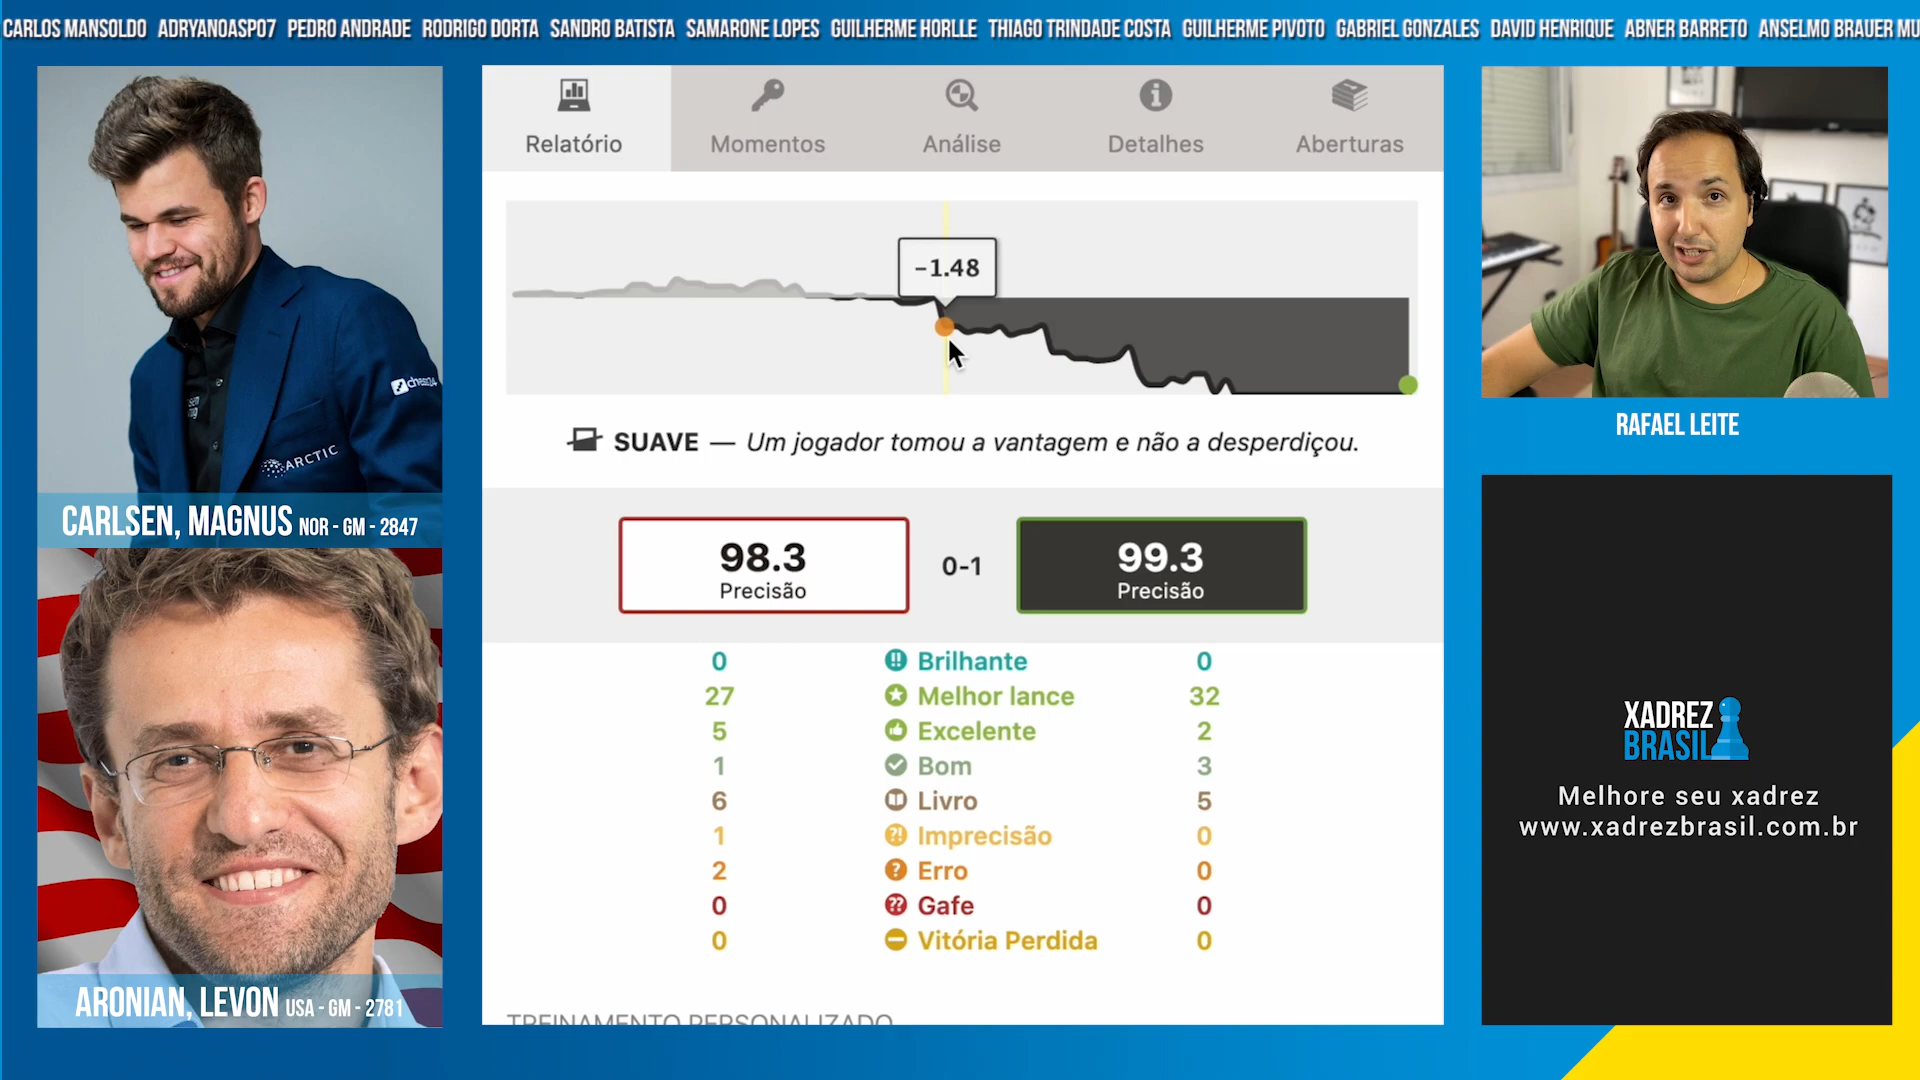 CARLOS MANSOLDO ADRYANOASP07 PEDRO ANDRADE RODRIGO DORTA SANDRO BATISTA SAMARONE LOPES GUILHERME HORLLE THIAGO TRINDADE COSTA GUILHERME PIVOTO GABRIEL GONZALES DAVID HENRIQUE ABNER BARRETO ANSELMO BRAUER MU
chess24
ARCTIC
CARLSEN, MAGNUS NOR - GM - 2847
ARONIAN, LEVON USA - GM - 2781
Relatório Momentos Análise Detalhes Aberturas
-1.48
SUAVE — Um jogador tomou a vantagem e não a desperdiçou.
98.3 0-1 99.3
Precisão Precisão
0 Brilhante 0
27 Melhor lance 32
5 Excelente 2
1 Bom 3
6 Livro 5
1 Imprecisão 0
2 Erro 0
0 Gafe 0
0 Vitória Perdida 0
TREINAMENTO PERSONALIZADO
RAFAEL LEITE
XADREZ
BRASIL
Melhore seu xadrez
www.xadrezbrasil.com.br